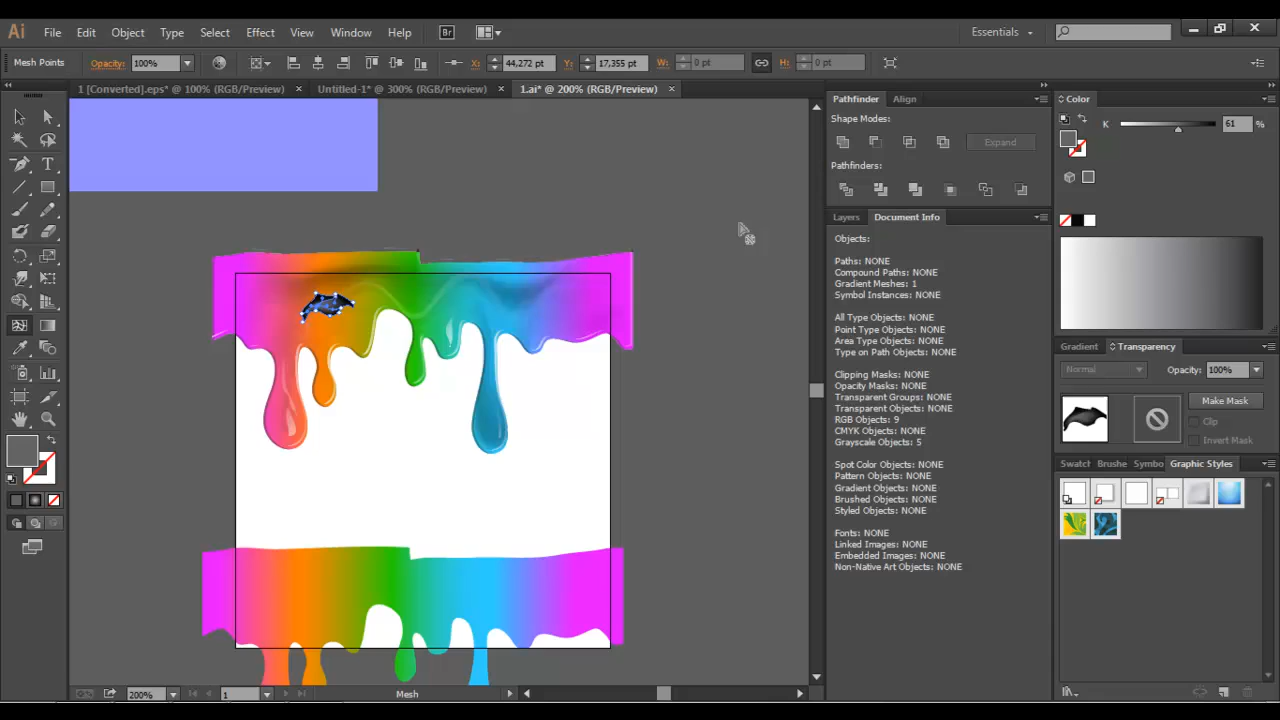 Ai File Edit Object Type Select Effect View Window Help Br Essentials
Mesh Points Opacity: 100% X: 44,272 pt Y: 17,355 pt W: 0 pt H: 0 pt
1 [Converted].eps* @ 100% (RGB/Preview) × Untitled-1* @ 300% (RGB/Preview) × 1.ai* @ 200% (RGB/Preview) ×
Pathfinder Align
Shape Modes:
Expand
Pathfinders:
Layers Document Info
Objects:
Paths: NONE
Compound Paths: NONE
Gradient Meshes: 1
Symbol Instances: NONE
All Type Objects: NONE
Point Type Objects: NONE
Area Type Objects: NONE
Type on Path Objects: NONE
Clipping Masks: NONE
Opacity Masks: NONE
Transparent Groups: NONE
Transparent Objects: NONE
RGB Objects: 9
CMYK Objects: NONE
Grayscale Objects: 5
Spot Color Objects: NONE
Pattern Objects: NONE
Gradient Objects: NONE
Brushed Objects: NONE
Styled Objects: NONE
Fonts: NONE
Linked Images: NONE
Embedded Images: NONE
Non-Native Art Objects: NONE
Color
K 61 %
Gradient Transparency
Normal Opacity: 100%
Make Mask
Clip
Invert Mask
Swatch Brushe Symbo Graphic Styles
200% 1 Mesh